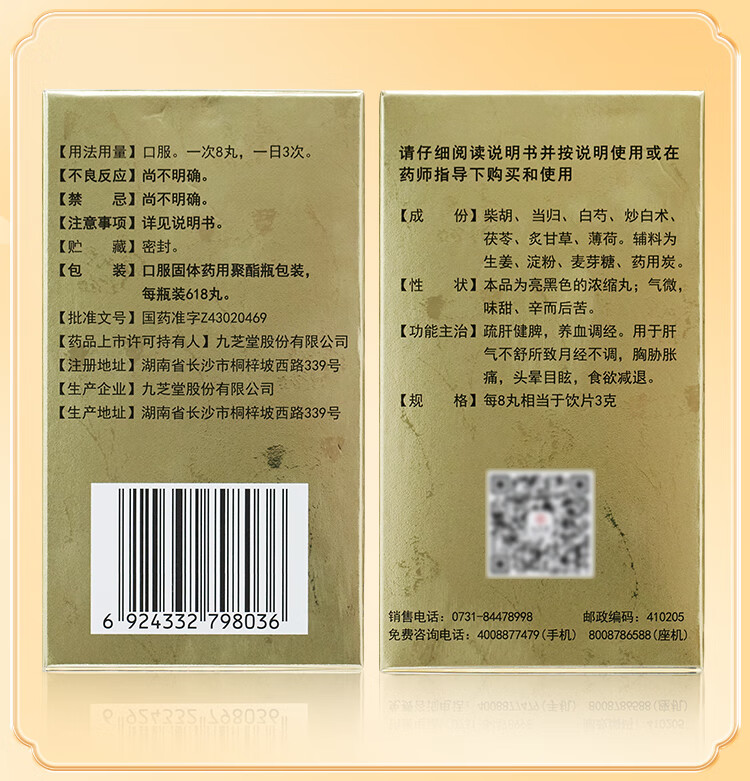 【用法用量】口服。一次8丸，一日3次。
【不良反应】尚不明确。
【禁　　忌】尚不明确。
【注意事项】详见说明书。
【贮　　藏】密封。
【包　　装】口服固体药用聚酯瓶包装，
每瓶装618丸。
【批准文号】国药准字Z43020469
【药品上市许可持有人】九芝堂股份有限公司
【注册地址】湖南省长沙市桐梓坡西路339号
【生产企业】九芝堂股份有限公司
【生产地址】湖南省长沙市桐梓坡西路339号
6 924332 798036
请仔细阅读说明书并按说明使用或在
药师指导下购买和使用
【成　　份】柴胡、当归、白芍、炒白术、
茯苓、炙甘草、薄荷。辅料为
生姜、淀粉、麦芽糖、药用炭。
【性　　状】本品为亮黑色的浓缩丸；气微，
味甜、辛而后苦。
【功能主治】疏肝健脾，养血调经。用于肝
气不舒所致月经不调，胸胁胀
痛，头晕目眩，食欲减退。
【规　　格】每8丸相当于饮片3克
销售电话：0731-84478998　邮政编码：410205
免费咨询电话：4008877479(手机) 8008786588(座机)